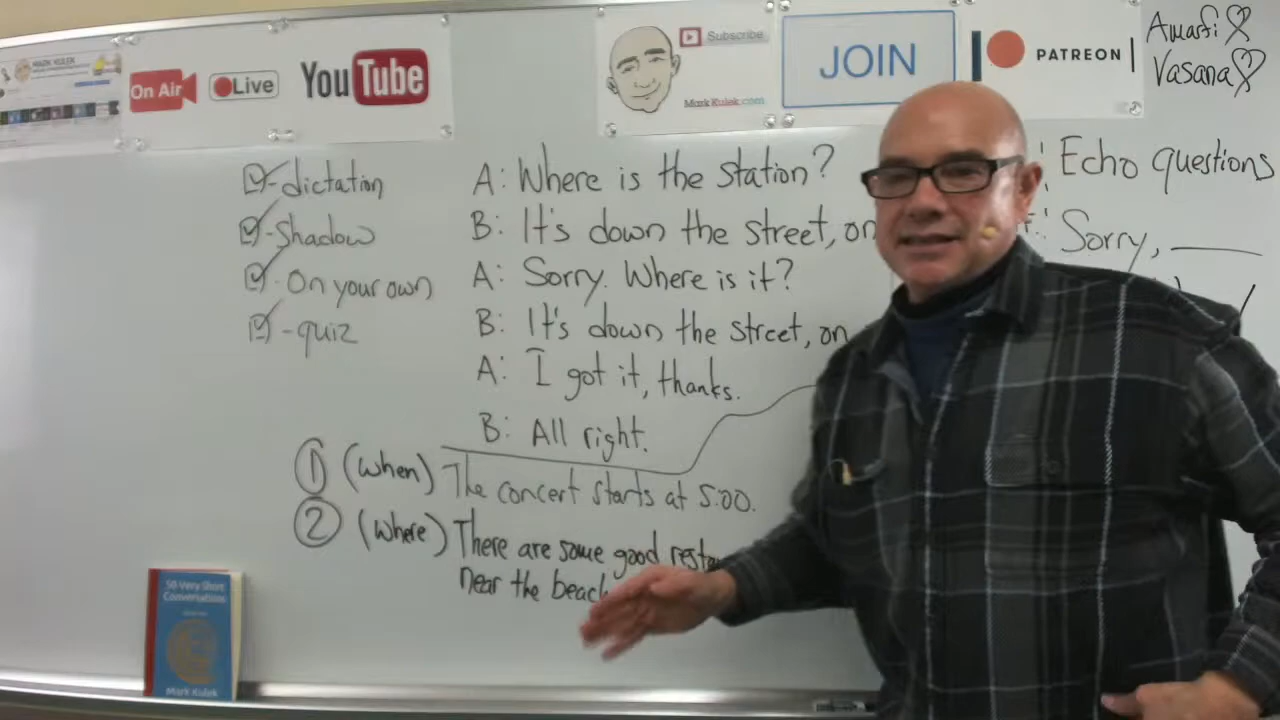 MARK KULEK
On Air
Live
YouTube
Subscribe
MarkKulek.com
JOIN
PATREON
Amarfi
Vasana
- dictation
- Shadow
- On your own
- quiz
A: Where is the station?
B: It's down the street, on
A: Sorry. Where is it?
B: It's down the street, on
A: I got it, thanks.
B: All right.
Echo questions
Sorry,
1 (when) The concert starts at 5:00.
2 (where) There are some good
near the beach
50 Very Short
Conversations
Mark Kulek